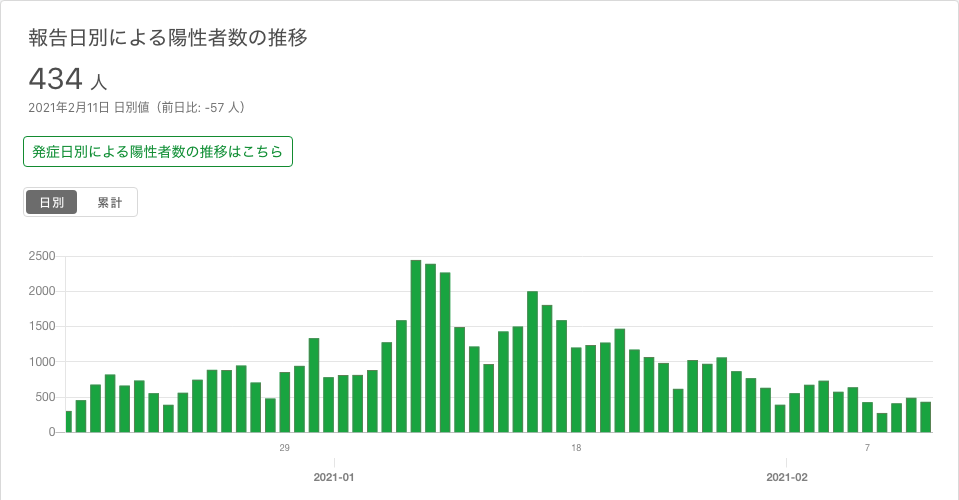 報告日別による陽性者数の推移
434 人
2021年2月11日 日別値（前日比: -57 人）
発症日別による陽性者数の推移はこちら
日別 累計
2500
2000
1500
1000
500
0
29 18 7
2021-01 2021-02